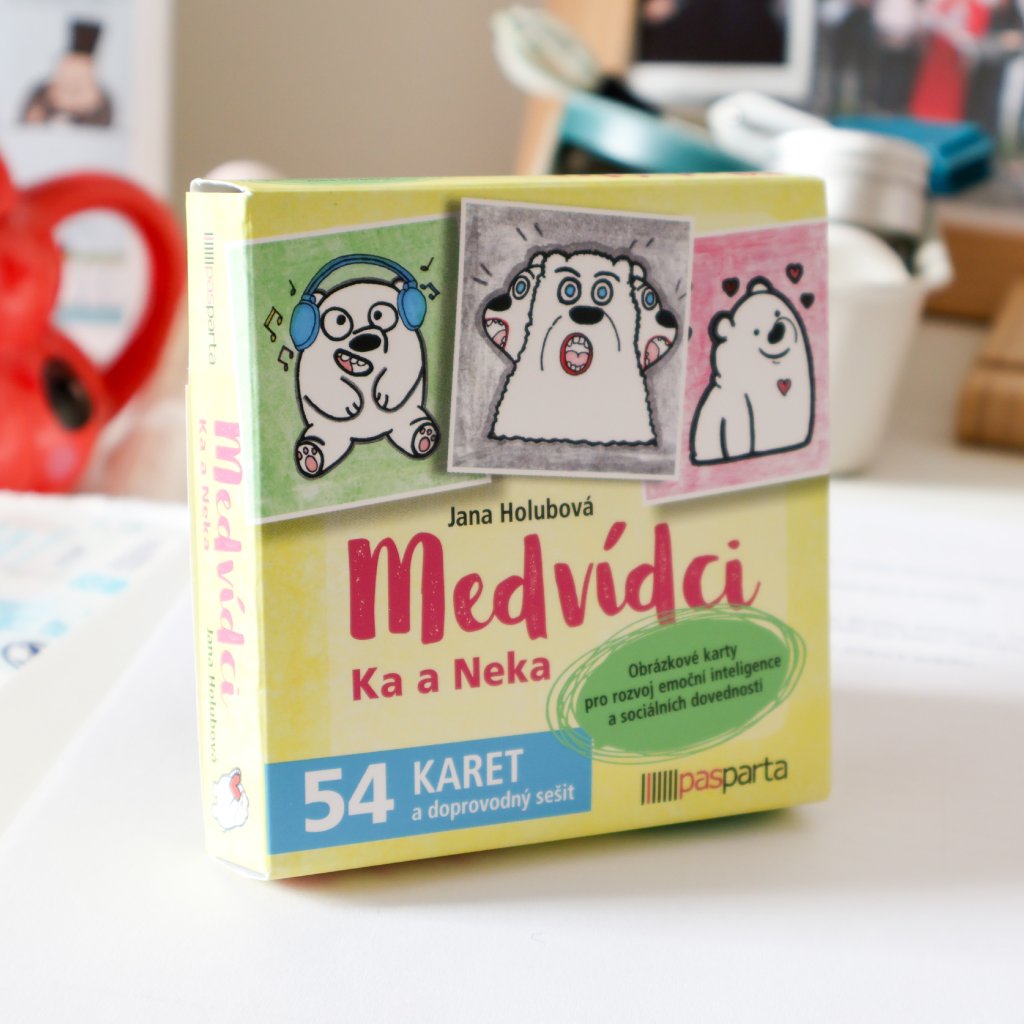 Jana Holubová
Medvídci
Ka a Neka
Obrázkové karty
pro rozvoj emoční inteligence
a sociálních dovedností
54 KARET
a doprovodný sešit
pasparta
pasparta
Medvídci
Ka a Neka
Jana Holubová